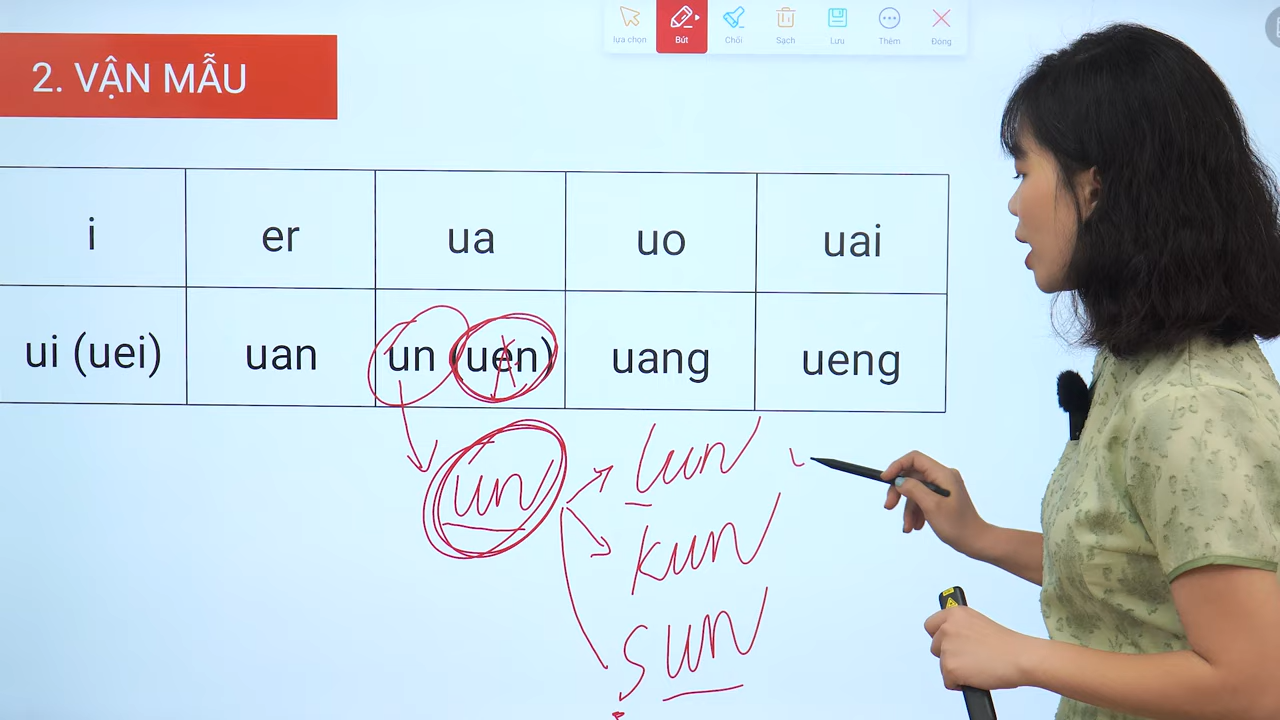 lựa chọn Bút Chổi Sạch Lưu Thêm Đóng
2. VẬN MẪU
i er ua uo uai
ui (uei) uan un (uen) uang ueng
un lun
kun
sun